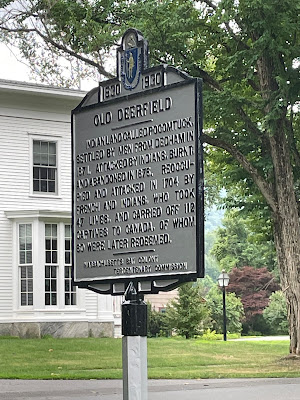 1630 1930
OLD DEERFIELD
INDIAN LAND CALLED POCOMTUCK,
SETTLED BY MEN FROM DEDHAM IN
1671. ATTACKED BY INDIANS, BURNT
AND ABANDONED IN 1675. REOCCU-
PIED AND ATTACKED IN 1704 BY
FRENCH AND INDIANS, WHO TOOK
LIVES, AND CARRIED OFF 112
CAPTIVES TO CANADA, OF WHOM
60 WERE LATER REDEEMED.
MASSACHUSETTS BAY COLONY
TERCENTENARY COMMISSION